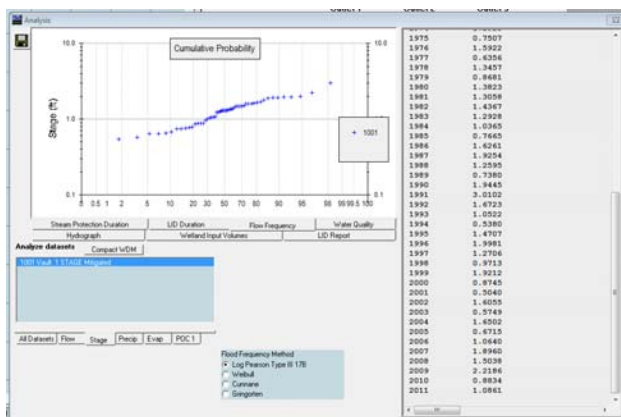 Analysis
Cumulative Probability
10.0
10.0
1.0
0.1
0.1
Stage (ft)
1001
0.5 1 2 5 10 20 30 50 70 80 90 95 98 99 99.5 100
Stream Protection Duration
LID Duration
Flow Frequency
Water Quality
Hydrograph
Wetland Input Volumes
LID Report
Analyze datasets
Compact WDM
1001 Vault 1 STAGE Mitigated
All Datasets
Flow
Stage
Precip
Evap
POC 1
Flood Frequency Method
Log Pearson Type III 17B
Weibull
Cunnane
Gringorten
1975 0.7507
1976 1.5922
1977 0.6356
1978 1.3457
1979 0.8681
1980 1.3823
1981 1.3058
1982 1.4367
1983 1.2928
1984 1.0365
1985 0.7665
1986 1.6261
1987 1.9254
1988 1.2595
1989 0.7380
1990 1.9445
1991 3.0102
1992 1.6723
1993 1.0522
1994 0.5380
1995 1.4707
1996 1.9981
1997 1.2706
1998 0.9713
1999 1.9212
2000 0.8745
2001 0.5040
2002 1.6055
2003 0.5749
2004 1.6502
2005 0.6715
2006 1.0640
2007 1.8960
2008 1.5038
2009 2.2186
2010 0.8834
2011 1.0861